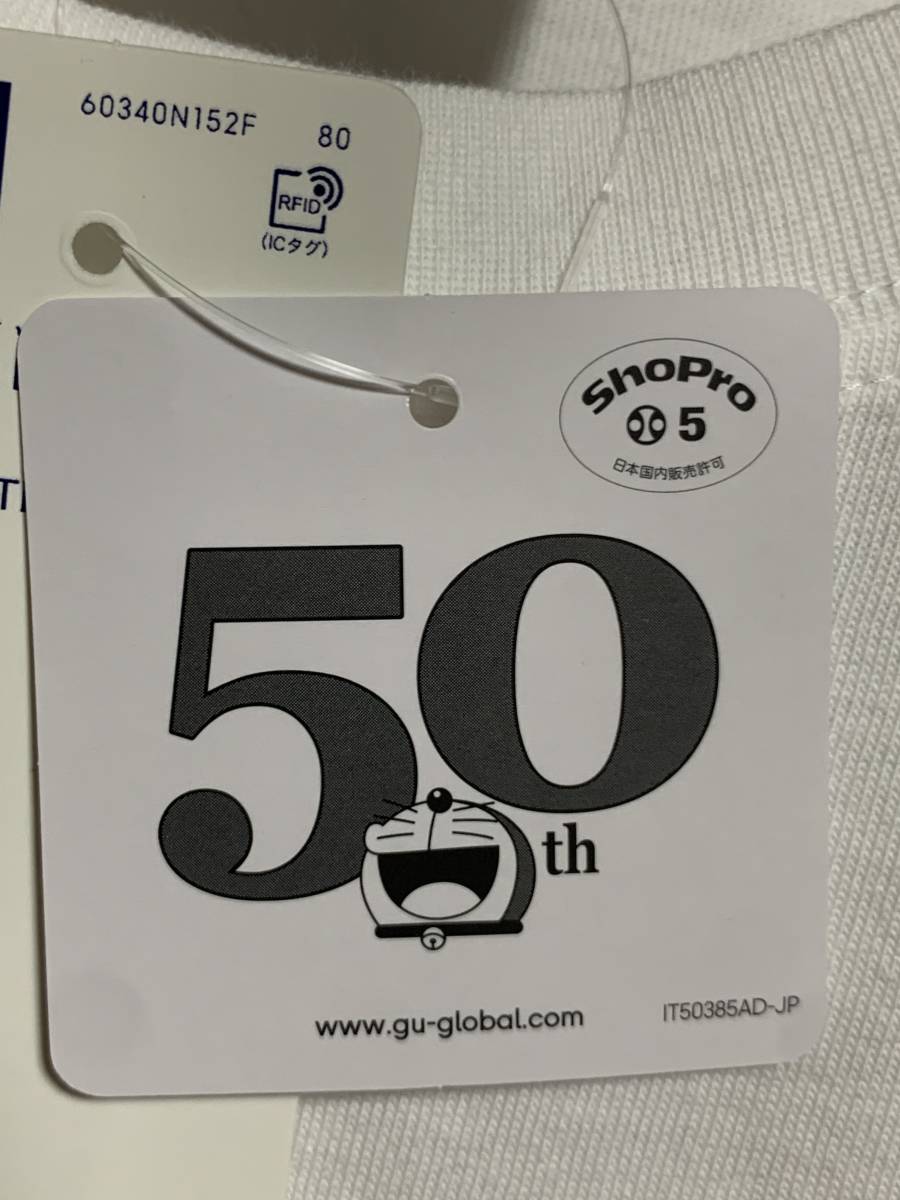 60340N152F 80
RFID
(ICタグ)
ShoPro
5
日本国内販売許可
50
th
www.gu-global.com
IT50385AD-JP